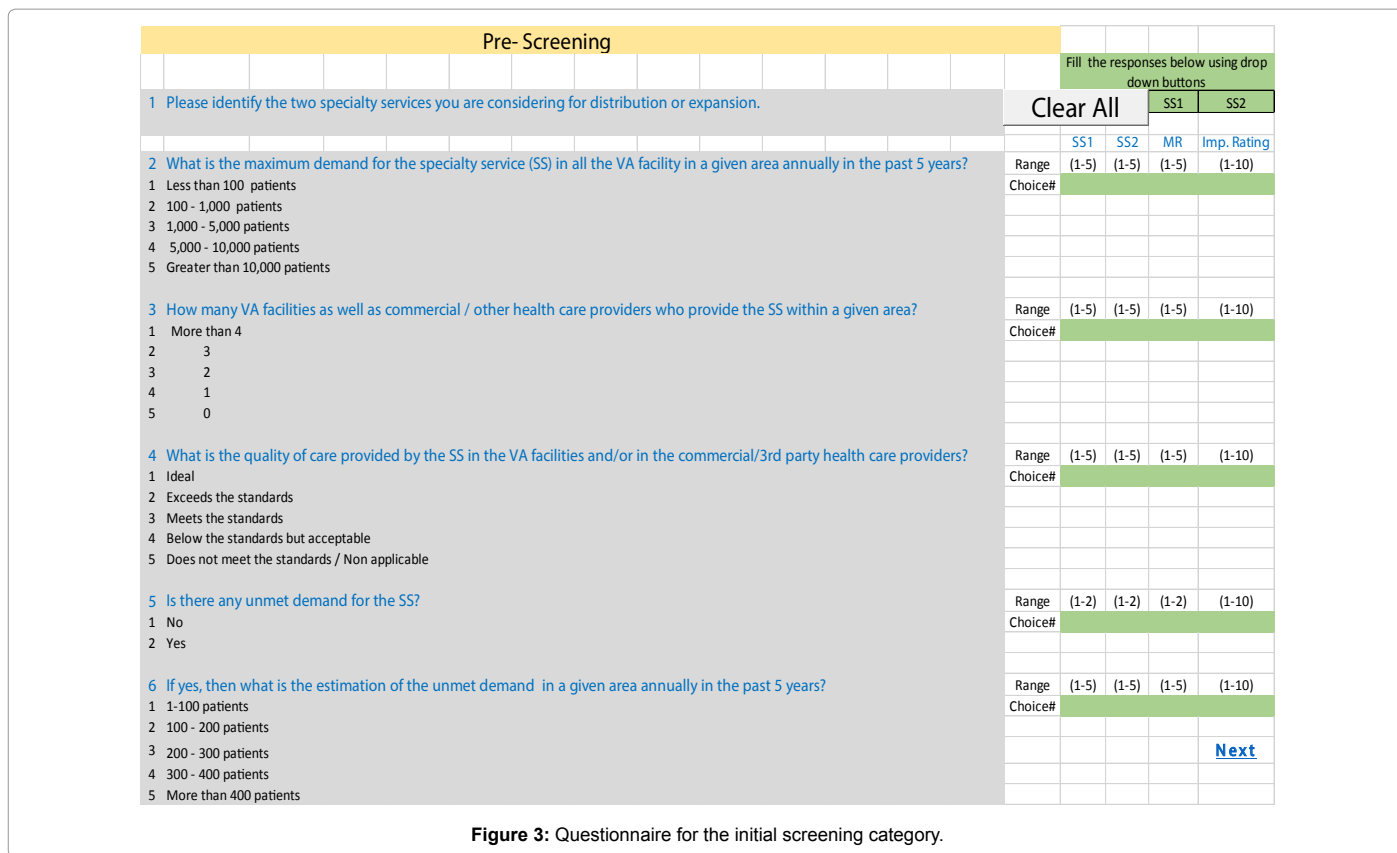 Pre- Screening
Fill the responses below using drop
down buttons
1 Please identify the two specialty services you are considering for distribution or expansion. Clear All SS1 SS2
SS1 SS2 MR Imp. Rating
2 What is the maximum demand for the specialty service (SS) in all the VA facility in a given area annually in the past 5 years? Range (1-5) (1-5) (1-5) (1-10)
1 Less than 100 patients Choice#
2 100 - 1,000 patients
3 1,000 - 5,000 patients
4 5,000 - 10,000 patients
5 Greater than 10,000 patients
3 How many VA facilities as well as commercial / other health care providers who provide the SS within a given area? Range (1-5) (1-5) (1-5) (1-10)
1 More than 4 Choice#
2 3
3 2
4 1
5 0
4 What is the quality of care provided by the SS in the VA facilities and/or in the commercial/3rd party health care providers? Range (1-5) (1-5) (1-5) (1-10)
1 Ideal Choice#
2 Exceeds the standards
3 Meets the standards
4 Below the standards but acceptable
5 Does not meet the standards / Non applicable
5 Is there any unmet demand for the SS? Range (1-2) (1-2) (1-2) (1-10)
1 No Choice#
2 Yes
6 If yes, then what is the estimation of the unmet demand in a given area annually in the past 5 years? Range (1-5) (1-5) (1-5) (1-10)
1 1-100 patients Choice#
2 100 - 200 patients
3 200 - 300 patients Next
4 300 - 400 patients
5 More than 400 patients
Figure 3: Questionnaire for the initial screening category.